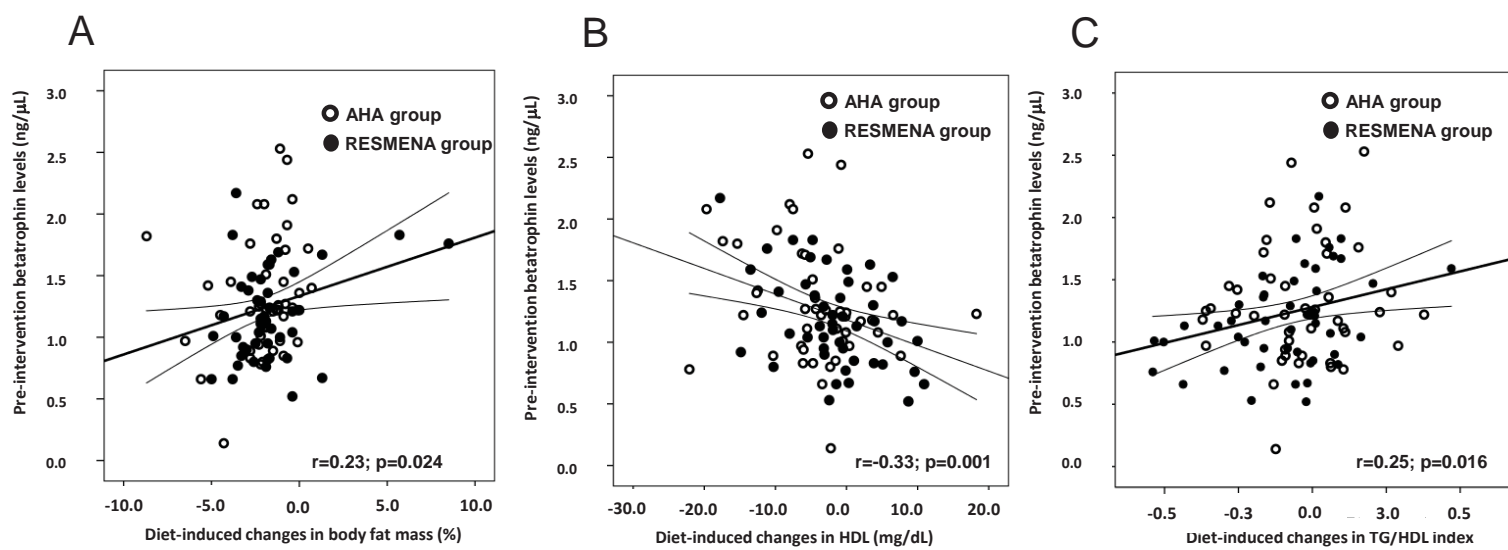 A
Pre-intervention betatrophin levels (ng/µL)
3.0
2.5
2.0
1.5
1.0
0.5
0.0
AHA group
RESMENA group
r=0.23; p=0.024
-10.0 -5.0 0.0 5.0 10.0
Diet-induced changes in body fat mass (%)
B
Pre-intervention betatrophin levels (ng/µL)
3.0
2.5
2.0
1.5
1.0
0.5
0.0
AHA group
RESMENA group
r=-0.33; p=0.001
-30.0 -20.0 -10.0 0.0 10.0 20.0
Diet-induced changes in HDL (mg/dL)
C
Pre-intervention betatrophin levels (ng/µL)
3.0
2.5
2.0
1.5
1.0
0.5
0.0
AHA group
RESMENA group
r=0.25; p=0.016
-0.5 -0.3 0.0 3.0 0.5
Diet-induced changes in TG/HDL index